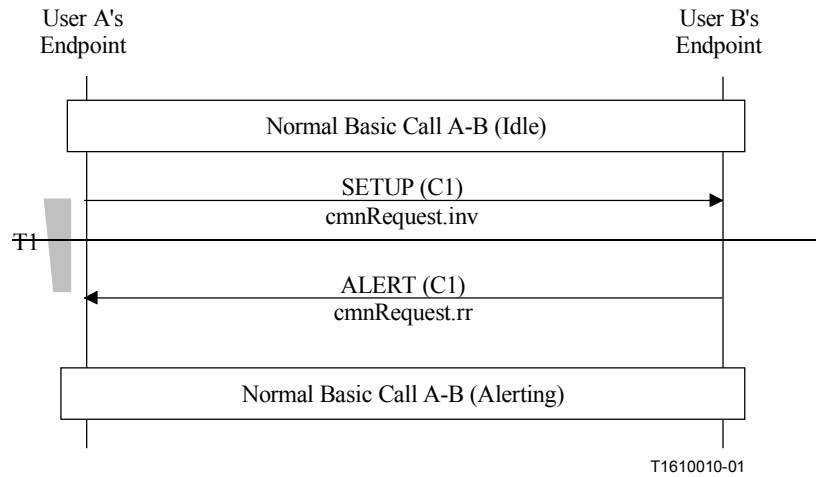 User A's
Endpoint
User B's
Endpoint
Normal Basic Call A-B (Idle)
SETUP (C1)
cmnRequest.inv
T1
ALERT (C1)
cmnRequest.rr
Normal Basic Call A-B (Alerting)
T1610010-01